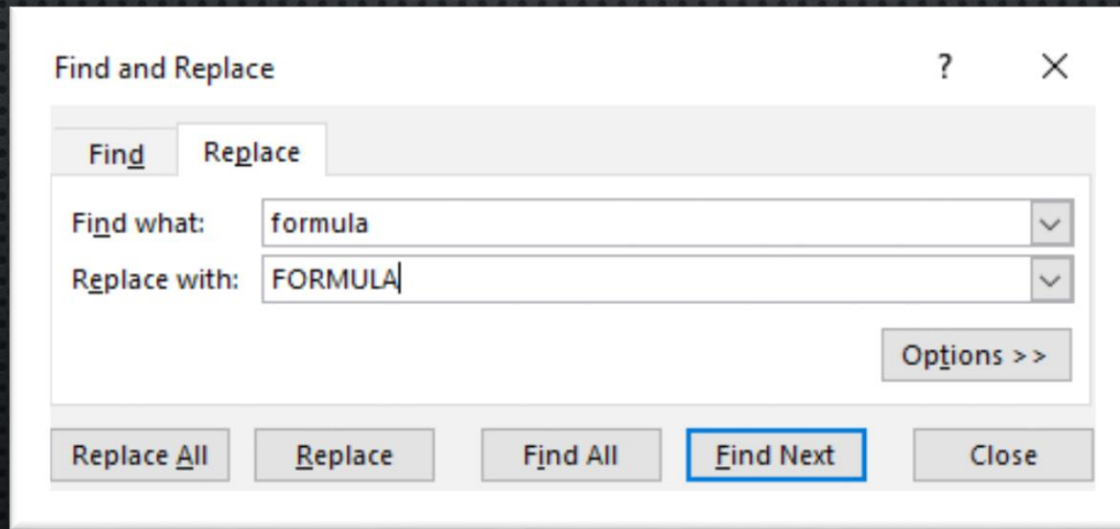 Find and Replace ?
Find Replace
Find what: formula
Replace with: FORMULA
Options >>
Replace All Replace Find All Find Next Close